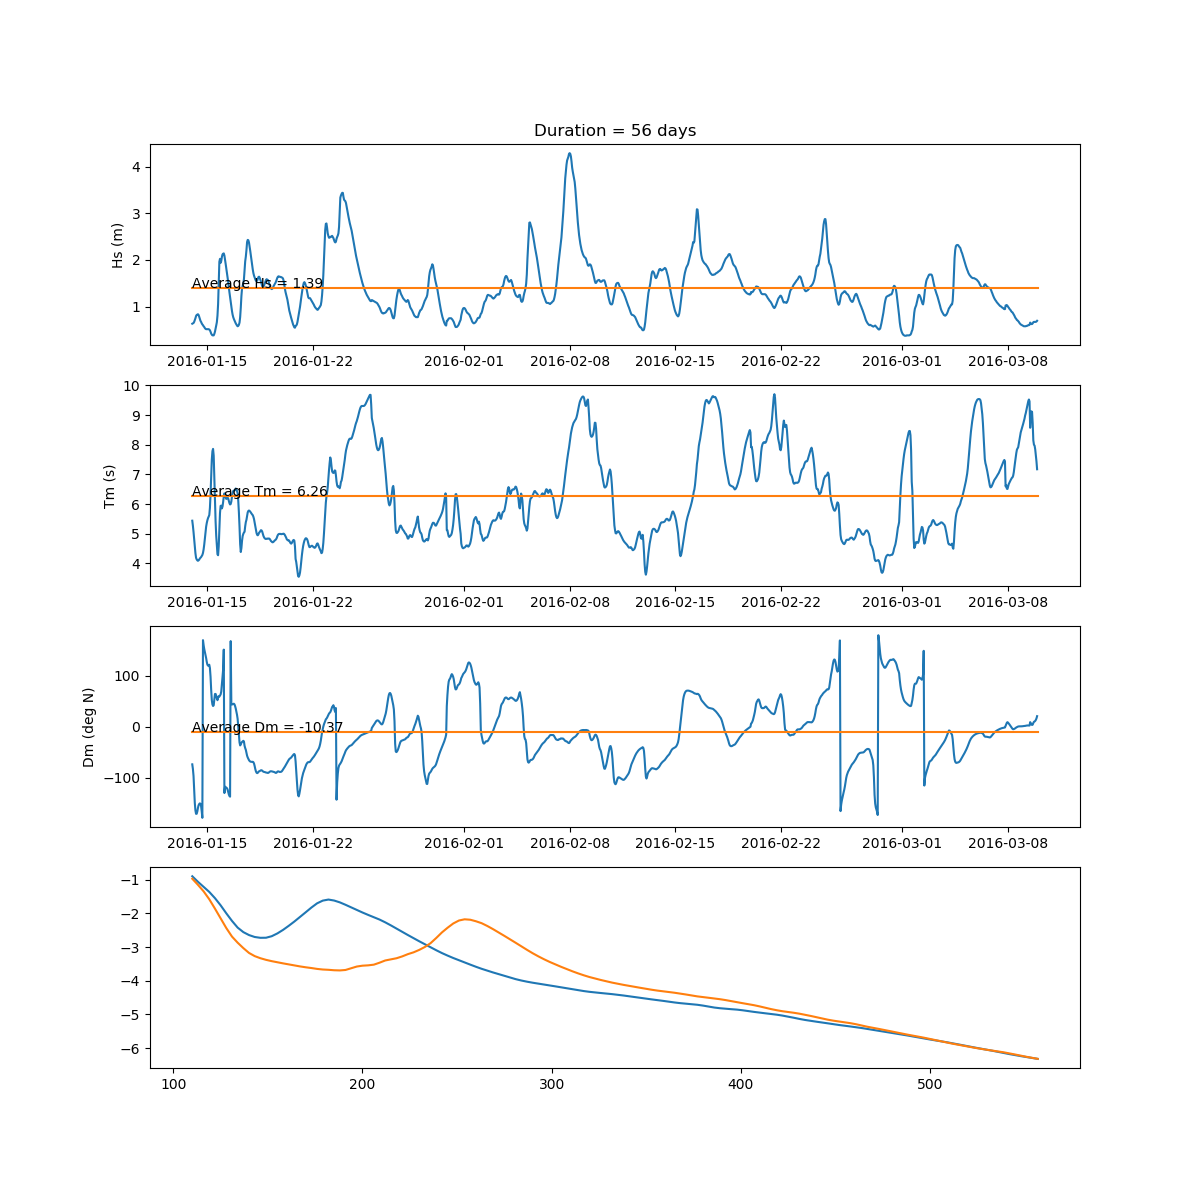 Duration = 56 days
4
3
2
1
Hs (m)
Average Hs = 1.39
2016-01-15 2016-01-22 2016-02-01 2016-02-08 2016-02-15 2016-02-22 2016-03-01 2016-03-08
10
9
8
7
6
5
4
Tm (s)
Average Tm = 6.26
2016-01-15 2016-01-22 2016-02-01 2016-02-08 2016-02-15 2016-02-22 2016-03-01 2016-03-08
100
0
−100
Dm (deg N)
Average Dm = -10.37
2016-01-15 2016-01-22 2016-02-01 2016-02-08 2016-02-15 2016-02-22 2016-03-01 2016-03-08
−1
−2
−3
−4
−5
−6
100 200 300 400 500